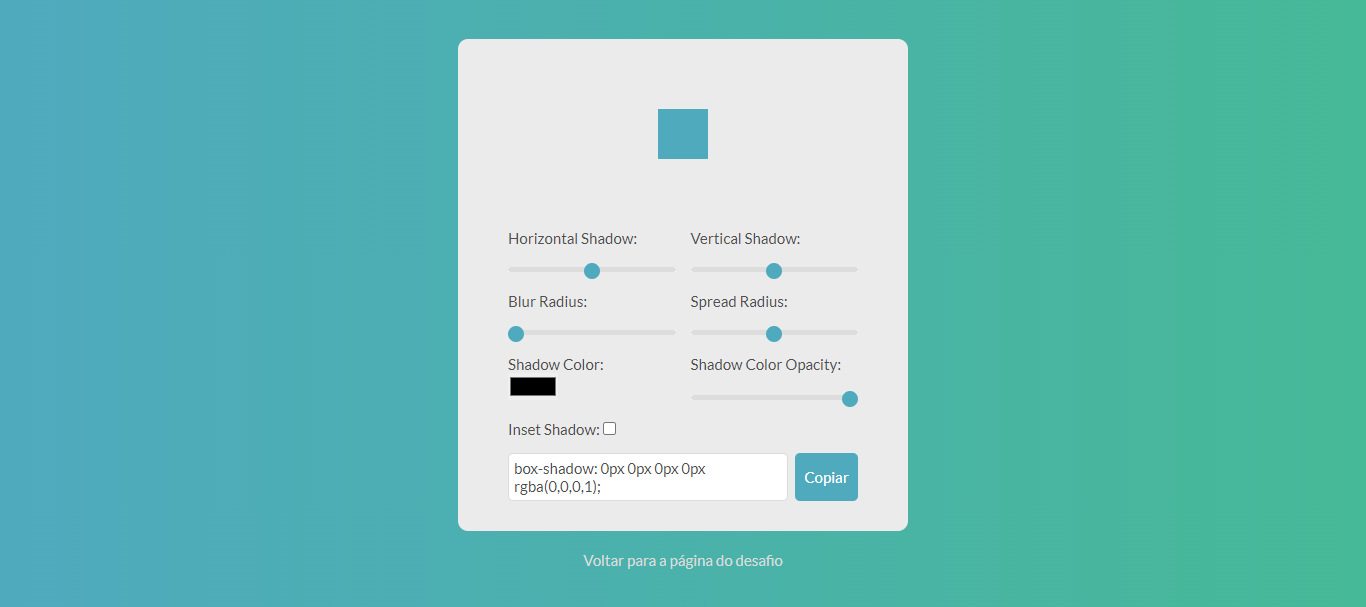 Horizontal Shadow:
Vertical Shadow:
Blur Radius:
Spread Radius:
Shadow Color:
Shadow Color Opacity:
Inset Shadow:
box-shadow: 0px 0px 0px 0px
rgba(0,0,0,1);
Copiar
Voltar para a página do desafio